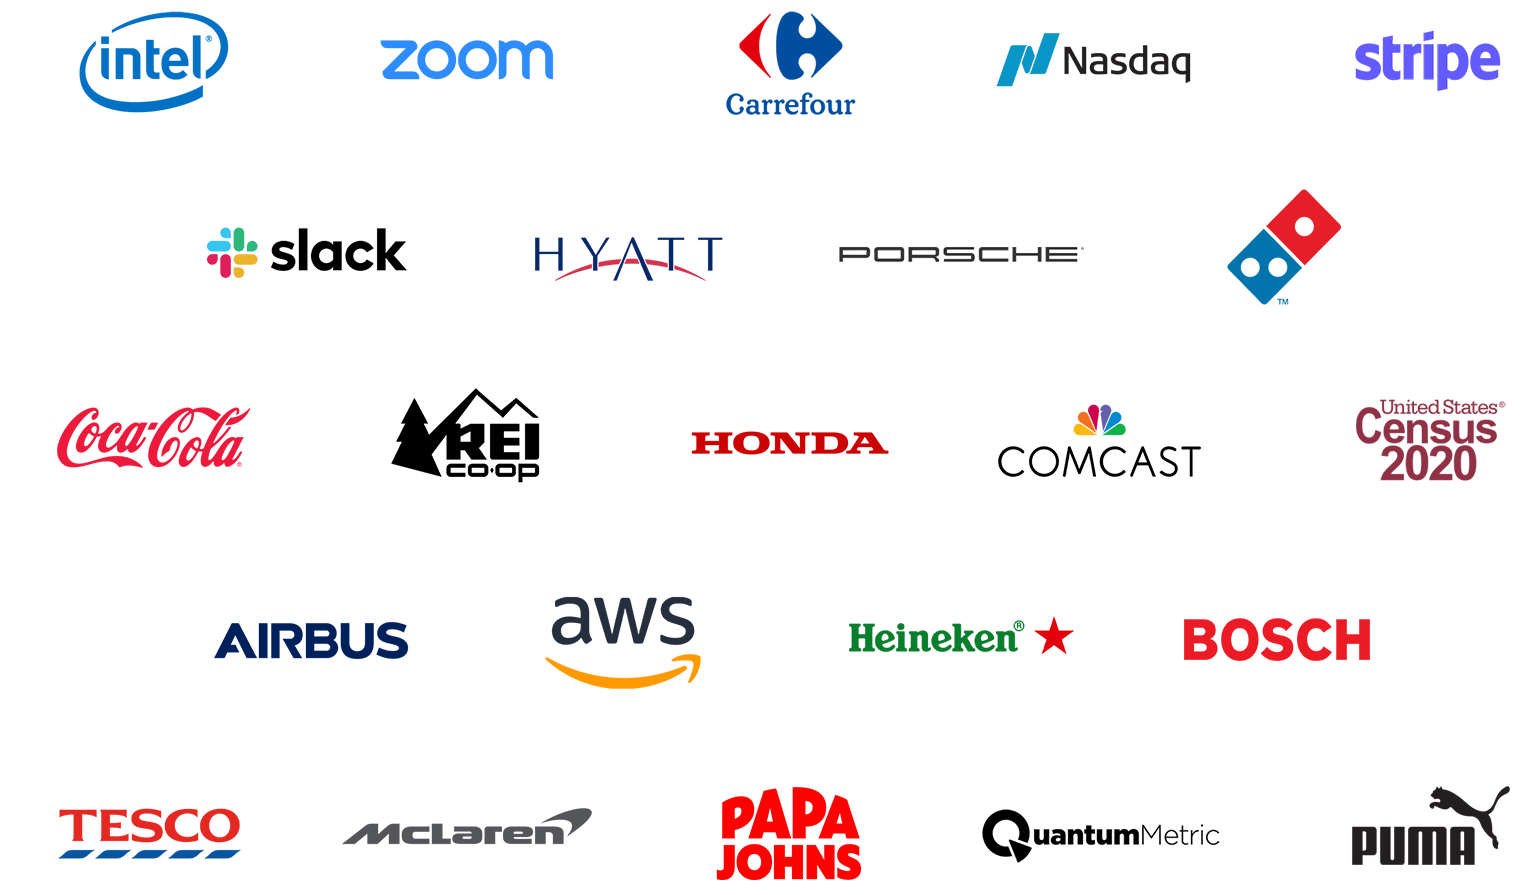 intel®
zoom
Carrefour
Nasdaq
stripe
slack
HYATT
PORSCHE®
TM
Coca-Cola®
REI
CO·OP
HONDA
COMCAST
United States®
Census
2020
AIRBUS
aws
Heineken®
BOSCH
TESCO
McLaren
PAPA
JOHNS
QuantumMetric
PUMA